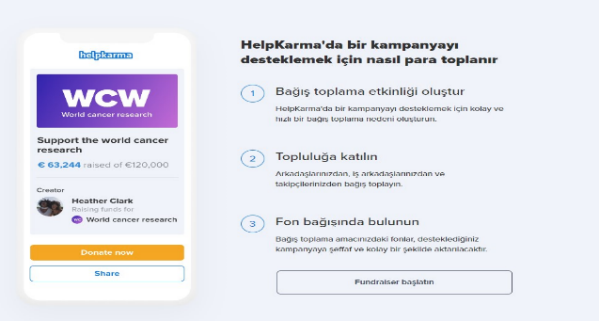 helpkarma
WCW
World cancer research
Support the world cancer
research
€ 63,244 raised of €120,000
Creator
Heather Clark
Raising funds for
World cancer research
Donate now
Share
HelpKarma'da bir kampanyayı
desteklemek için nasıl para toplanır
1 Bağış toplama etkinliği oluştur
HelpKarma'da bir kampanyayı desteklemek için kolay ve
hızlı bir bağış toplama nedeni oluşturun.
2 Topluluğa katılın
Arkadaşlarınızdan, iş arkadaşlarınızdan ve
takipçilerinizden bağış toplayın.
3 Fon bağışında bulunun
Bağış toplama amacınızdaki fonlar, desteklediğiniz
kampanyaya şeffaf ve kolay bir şekilde aktarılacaktır.
Fundraiser başlatın